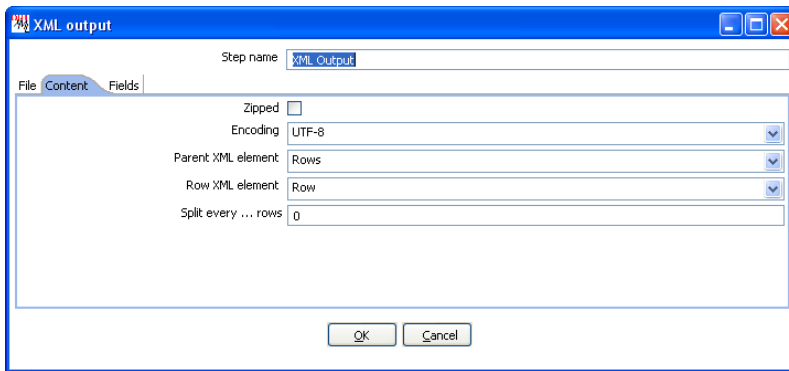 XML output
Step name XML Output
File Content Fields
Zipped
Encoding UTF-8
Parent XML element Rows
Row XML element Row
Split every ... rows 0
OK Cancel